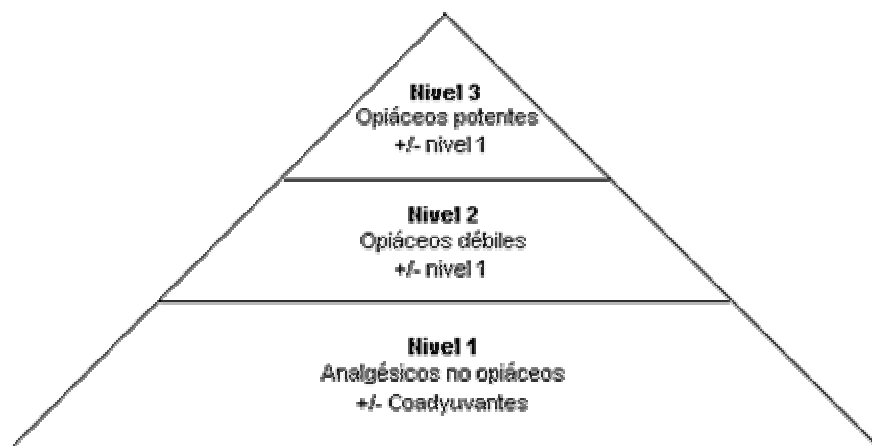 Nivel 3
Opiáceos potentes
+/- nivel 1
Nivel 2
Opiáceos débiles
+/- nivel 1
Nivel 1
Analgésicos no opiáceos
+/- Coadyuvantes